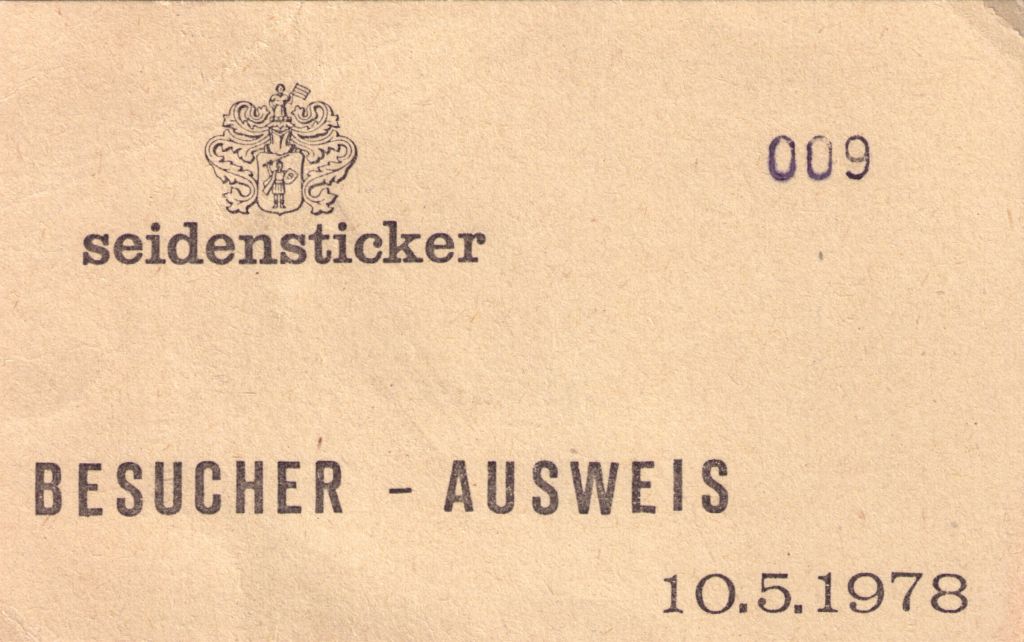 009
seidensticker
BESUCHER - AUSWEIS
10.5.1978